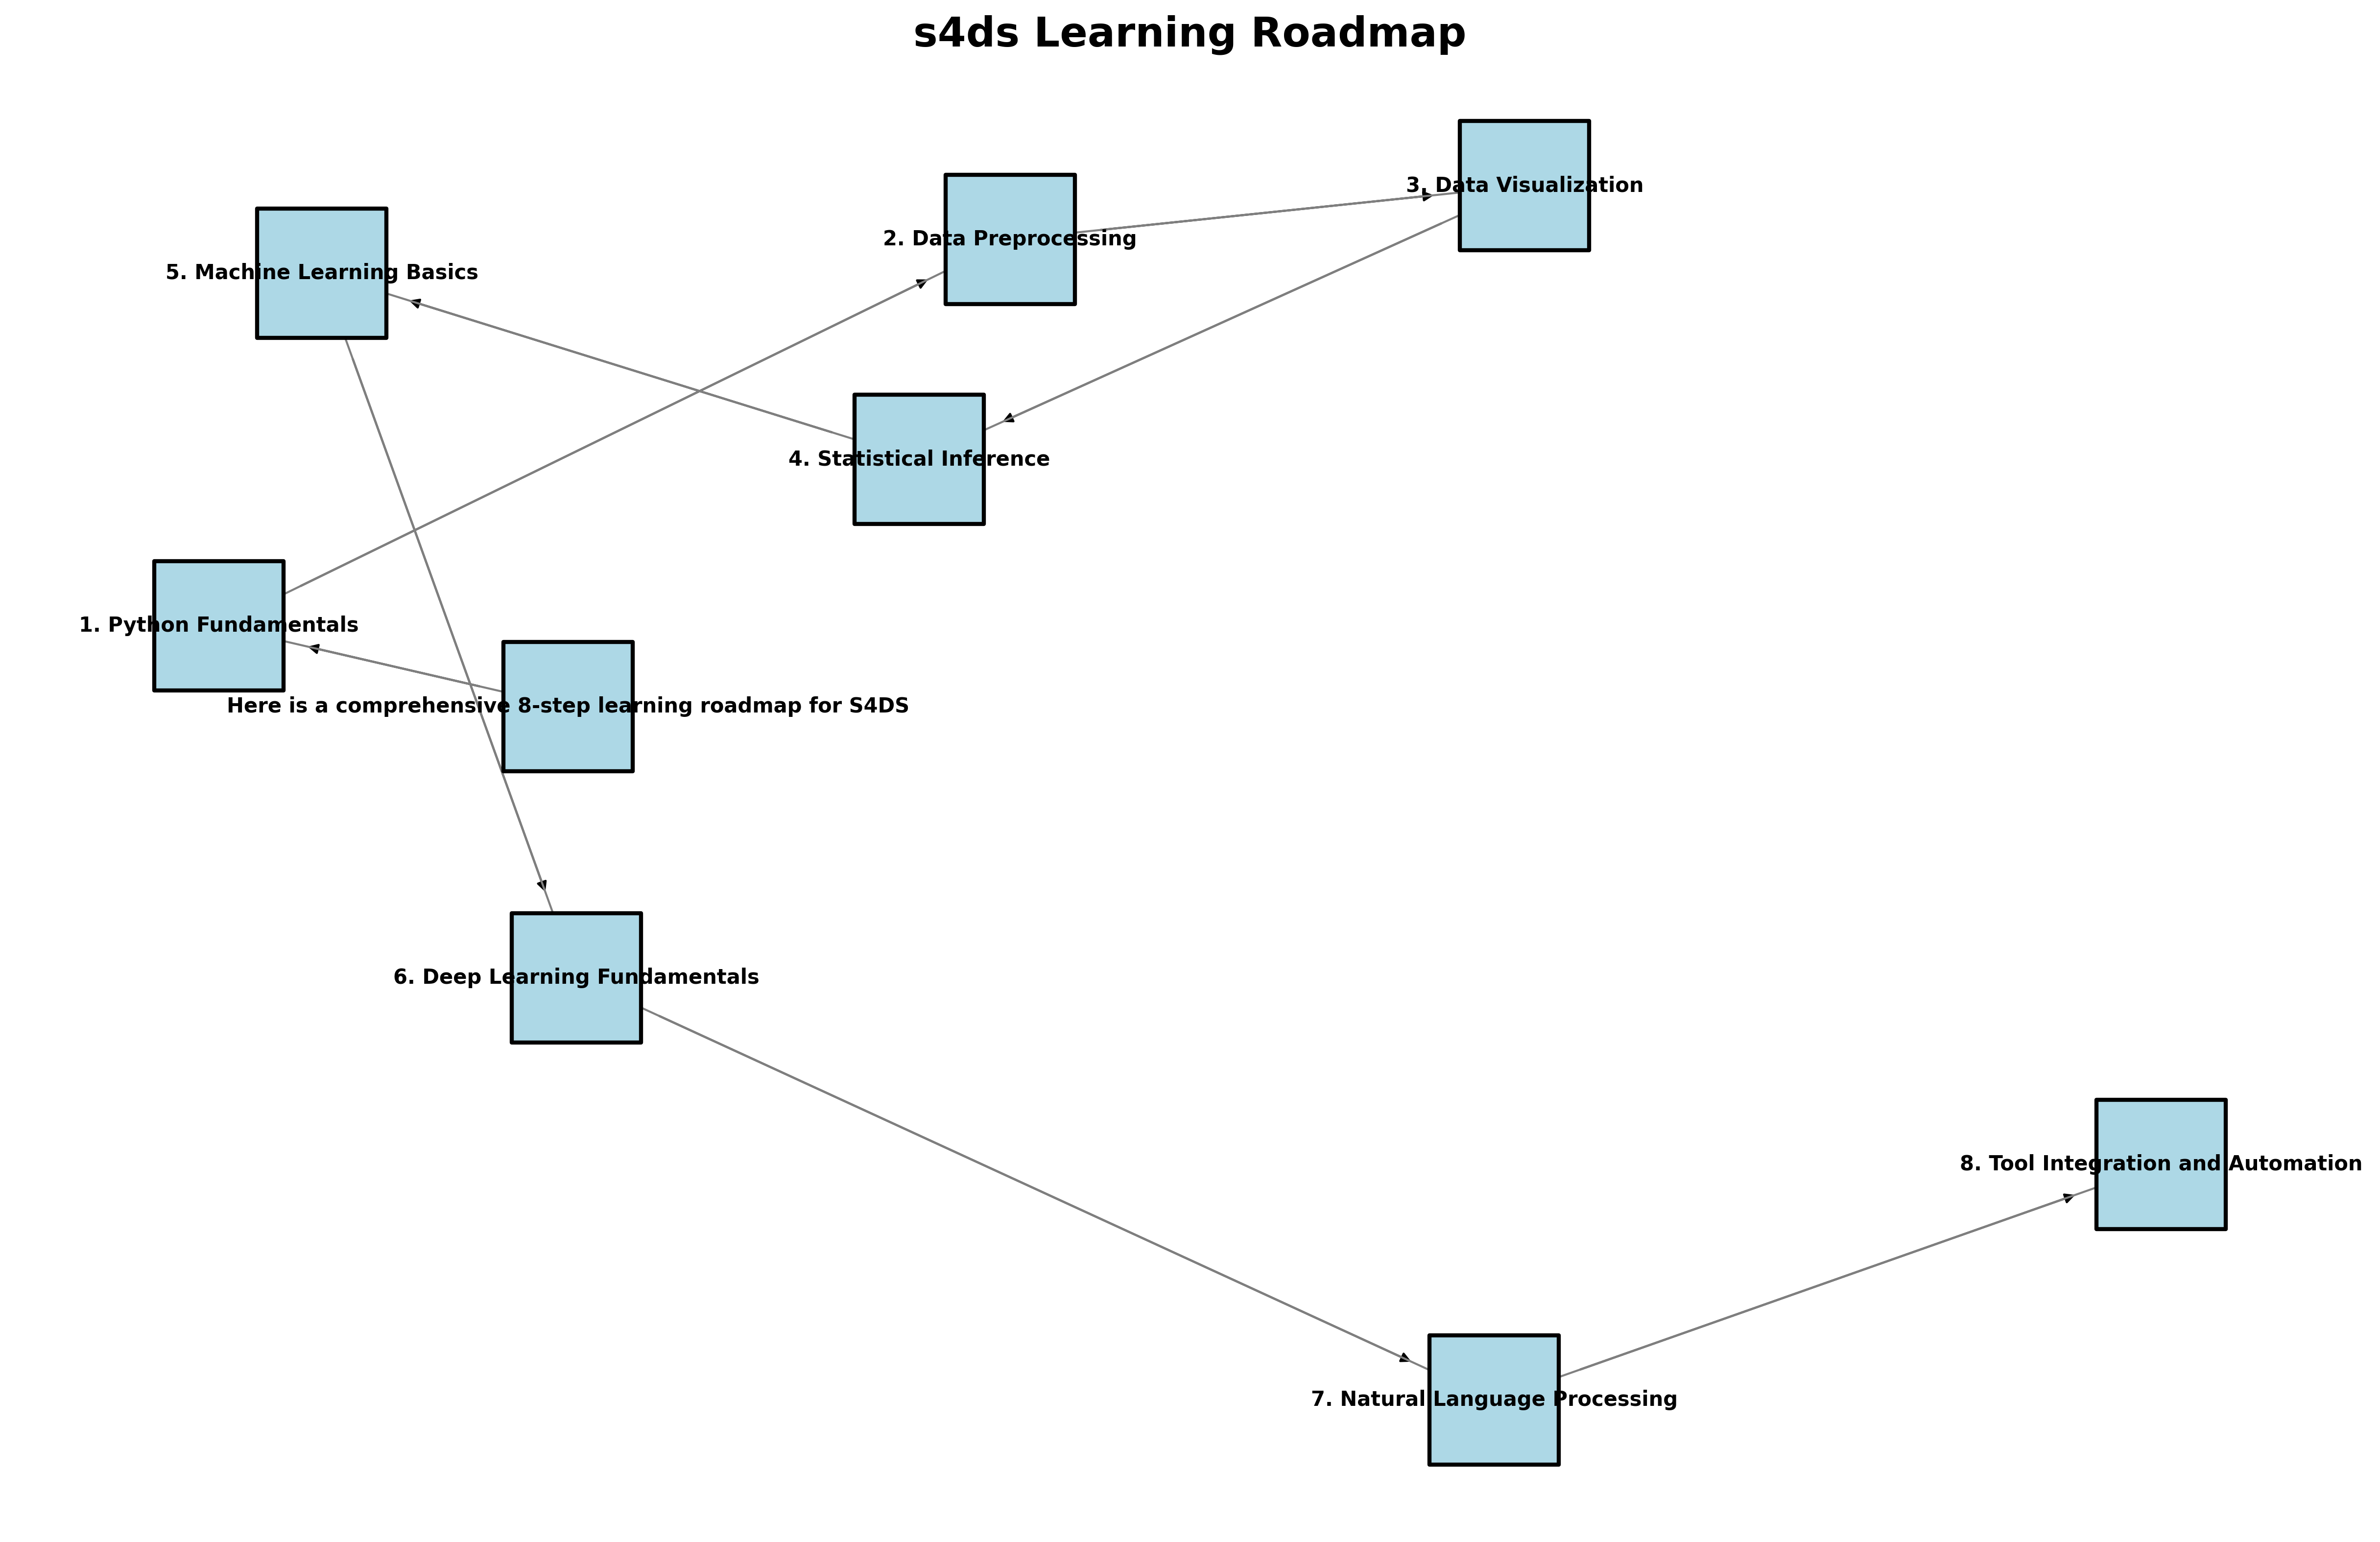 s4ds Learning Roadmap
3. Data Visualization
2. Data Preprocessing
5. Machine Learning Basics
4. Statistical Inference
1. Python Fundamentals
Here is a comprehensive 8-step learning roadmap for S4DS
6. Deep Learning Fundamentals
8. Tool Integration and Automation
7. Natural Language Processing